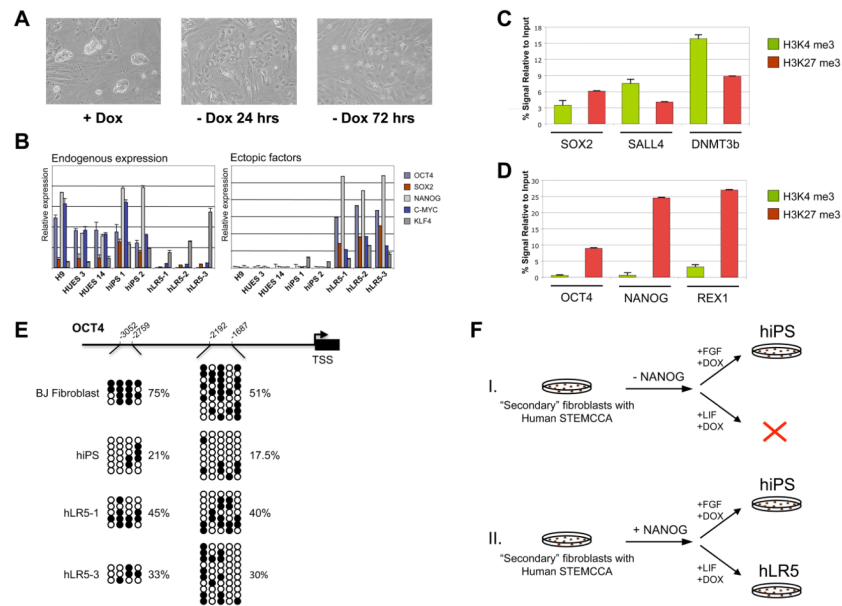 A
+ Dox
- Dox 24 hrs
- Dox 72 hrs
B
Endogenous expression
Ectopic factors
Relative expression
Relative expression
OCT4
SOX2
NANOG
C-MYC
KLF4
H9
HUES 3
HUES 14
hiPS 1
hiPS 2
hLR5-1
hLR5-2
hLR5-3
H9
HUES 3
HUES 14
hiPS 1
hiPS 2
hLR5-1
hLR5-2
hLR5-3
C
% Signal Relative to Input
18
15
12
9
6
3
0
SOX2
SALL4
DNMT3b
H3K4 me3
H3K27 me3
D
% Signal Relative to Input
30
25
20
15
10
5
0
OCT4
NANOG
REX1
H3K4 me3
H3K27 me3
E
OCT4
-3052
-2759
-2192
-1687
TSS
BJ Fibroblast
75%
51%
hiPS
21%
17.5%
hLR5-1
45%
40%
hLR5-3
33%
30%
F
I.
"Secondary" fibroblasts with
Human STEMCCA
- NANOG
+FGF
+DOX
hiPS
+LIF
+DOX
II.
"Secondary" fibroblasts with
Human STEMCCA
+ NANOG
+FGF
+DOX
hiPS
+LIF
+DOX
hLR5